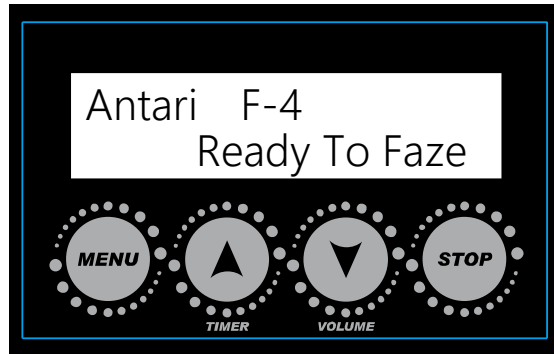 Antari F-4
Ready To Faze
MENU
STOP
TIMER
VOLUME